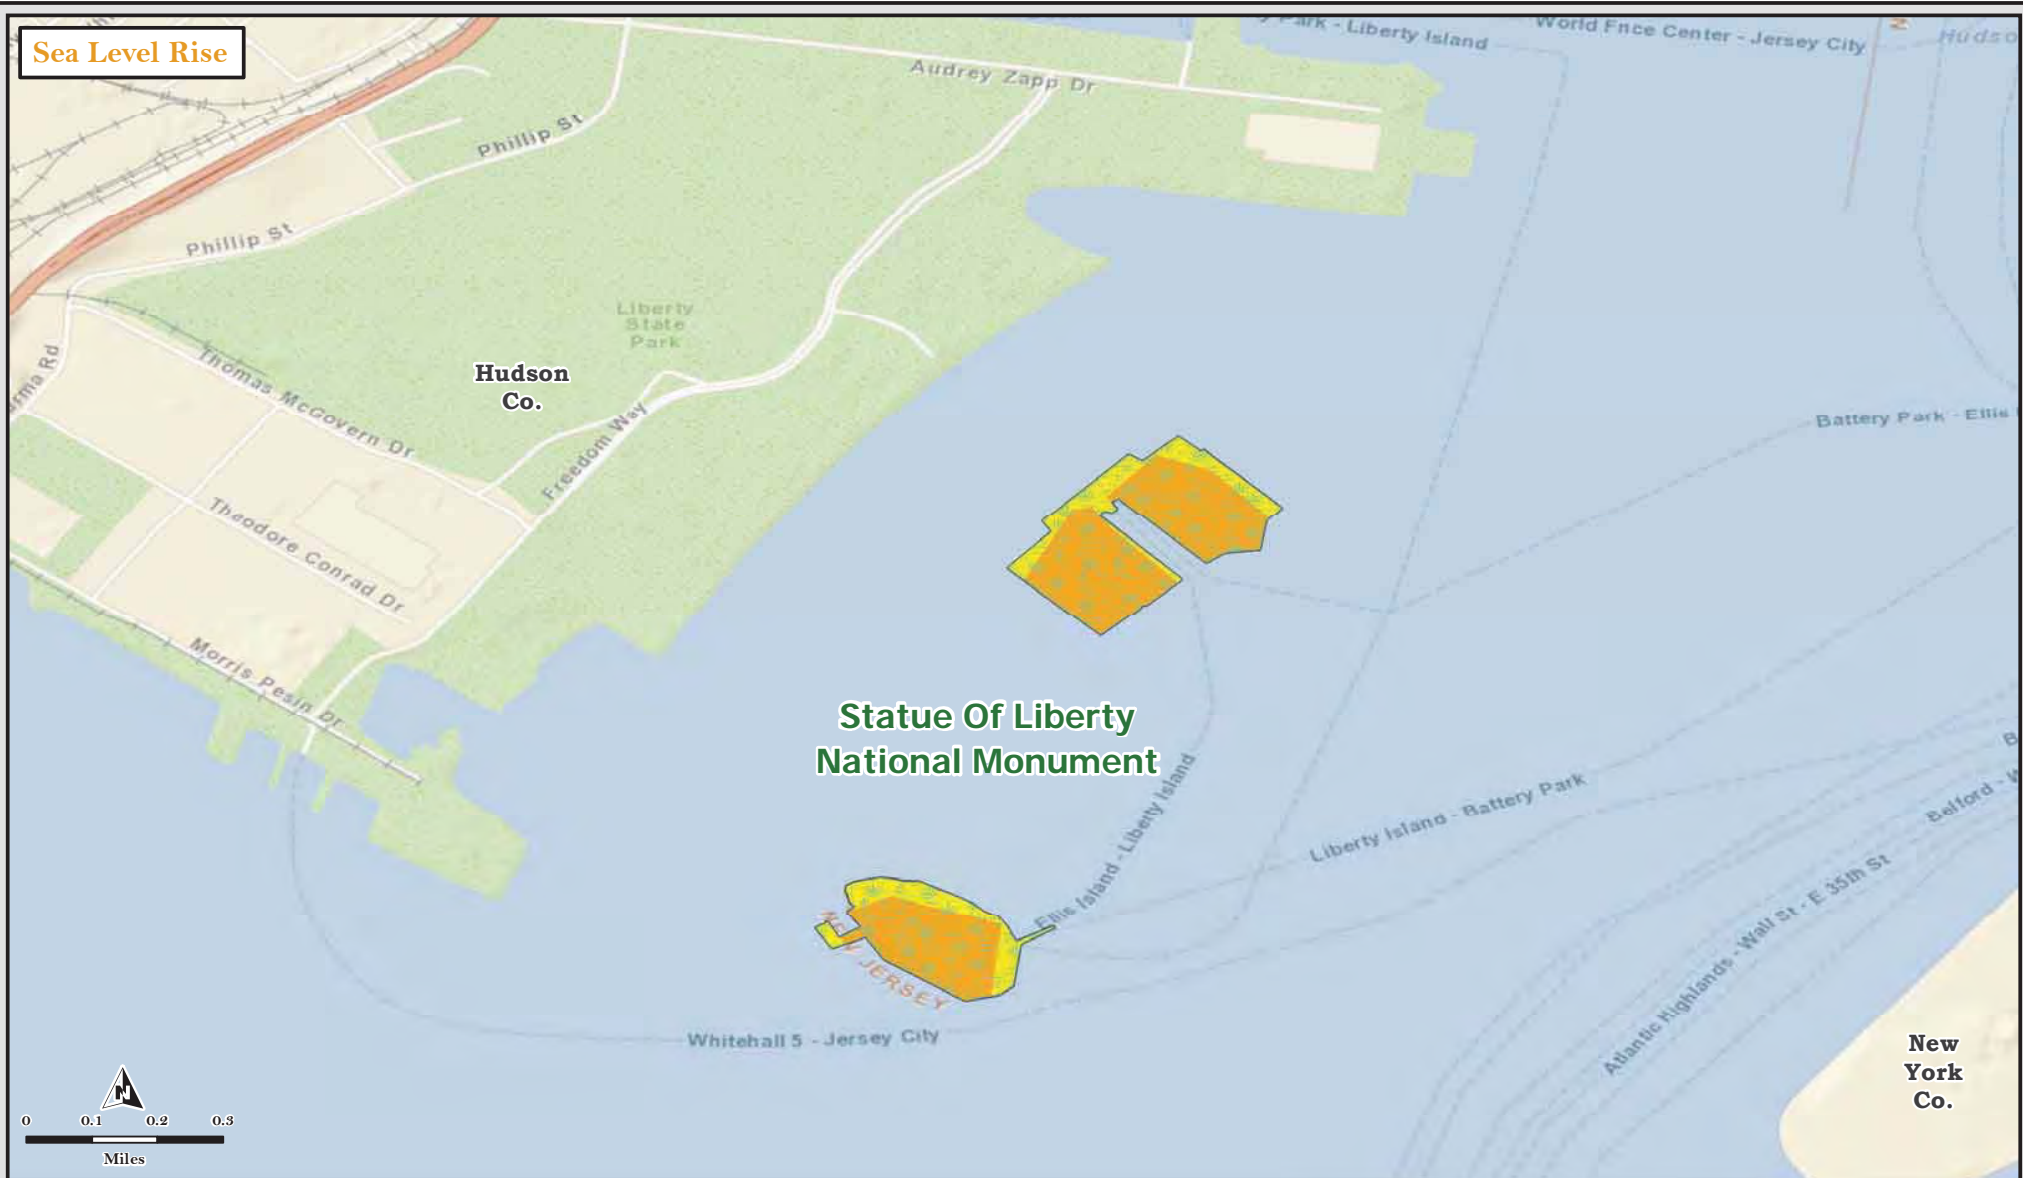 Sea Level Rise
Park - Liberty Island
World Frice Center - Jersey City
Hudso
Audrey Zapp Dr
Phillip St
Phillip St
Liberty
State
Park
Hudson
Co.
Thomas McGovern Dr
Freedom Way
Battery Park - Ellis
Theodore Conrad Dr
Morris Pesin Dr
Statue Of Liberty
National Monument
Ellis Island - Liberty Island
Liberty Island - Battery Park
Belford - W
Atlantic Highlands - Wall St - E 35th St
NEW JERSEY
Whitehall 5 - Jersey City
New
York
Co.
N
0 0.1 0.2 0.3
Miles